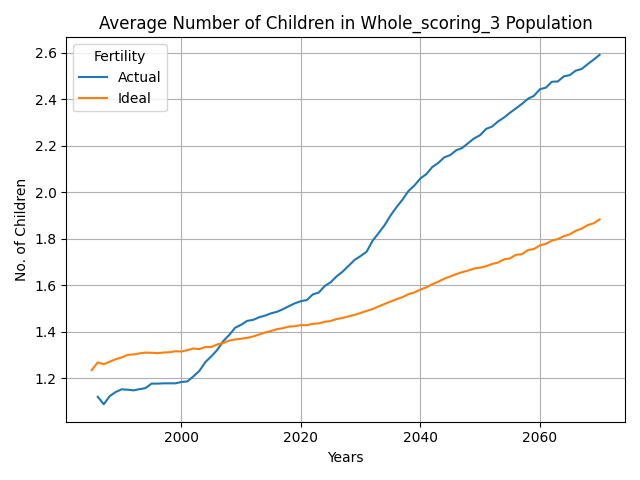 Average Number of Children in Whole_scoring_3 Population
Fertility
Actual
Ideal
No. of Children
2.6
2.4
2.2
2.0
1.8
1.6
1.4
1.2
2000 2020 2040 2060
Years